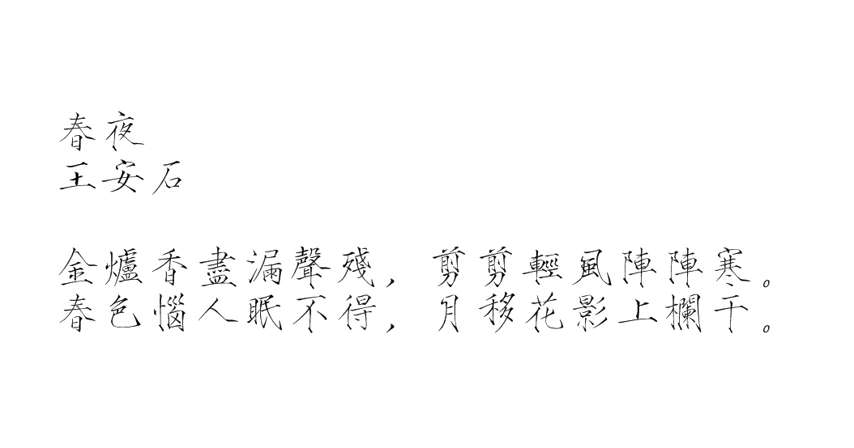 春夜
王安石
金爐香盡漏聲殘，剪剪輕風陣陣寒。
春色惱人眠不得，月移花影上欄干。